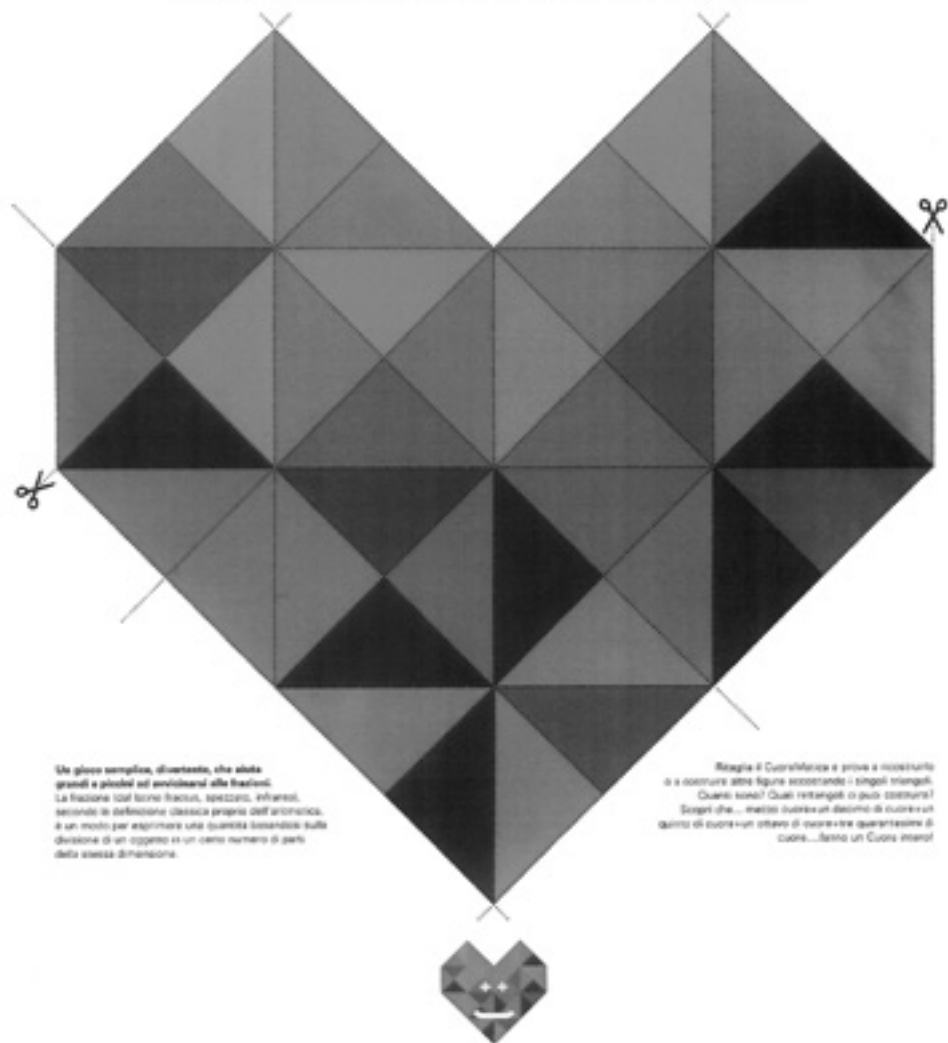 Un gioco semplice, divertente, che aiuta
grandi e piccini ad avvicinarsi alle frazioni.
La frazione (dal latino fractus, spezzato, infranto),
secondo la definizione classica propria dell'aritmetica,
è un modo per esprimere una quantità basandosi sulla
divisione di un oggetto in un certo numero di parti
della stessa dimensione.
Ritaglia il CuoreMatica e prova a ricostruirlo
o a costruire altre figure accostando i singoli triangoli.
Quanti sono? Quali rettangoli ci puoi costruire?
Scopri che... mezzo cuore+un decimo di cuore+un
quinto di cuore+un ottavo di cuore+tre quarantesimi di
cuore...fanno un Cuore intero!